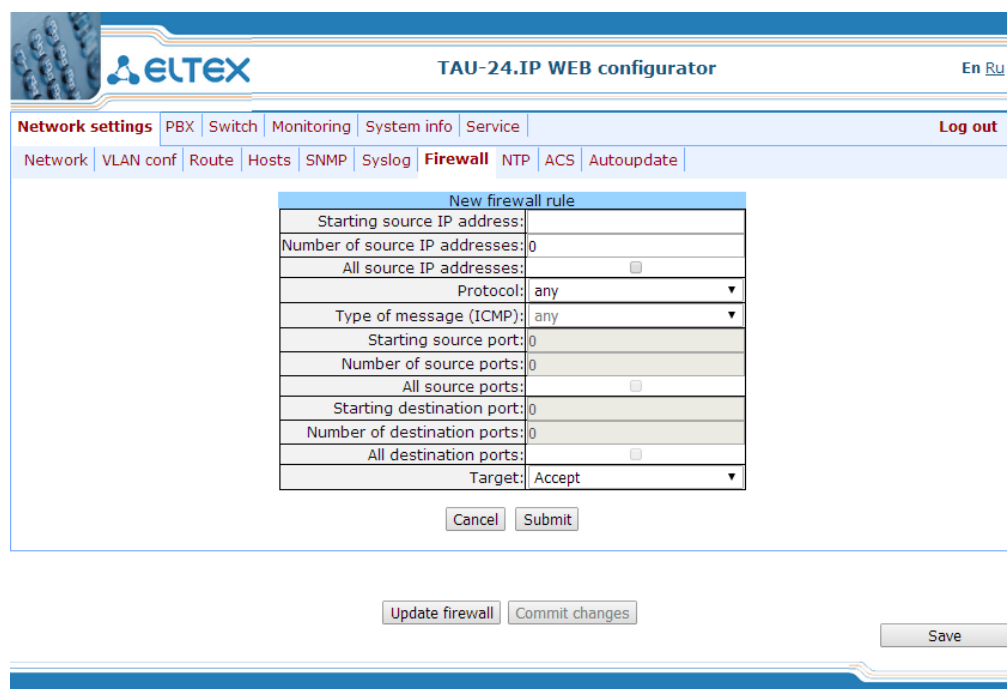 ELTEX
TAU-24.IP WEB configurator
En Ru
Network settings PBX Switch Monitoring System info Service
Log out
Network VLAN conf Route Hosts SNMP Syslog Firewall NTP ACS Autoupdate
New firewall rule
Starting source IP address:
Number of source IP addresses: 0
All source IP addresses:
Protocol: any
Type of message (ICMP): any
Starting source port: 0
Number of source ports: 0
All source ports:
Starting destination port: 0
Number of destination ports: 0
All destination ports:
Target: Accept
Cancel Submit
Update firewall Commit changes
Save